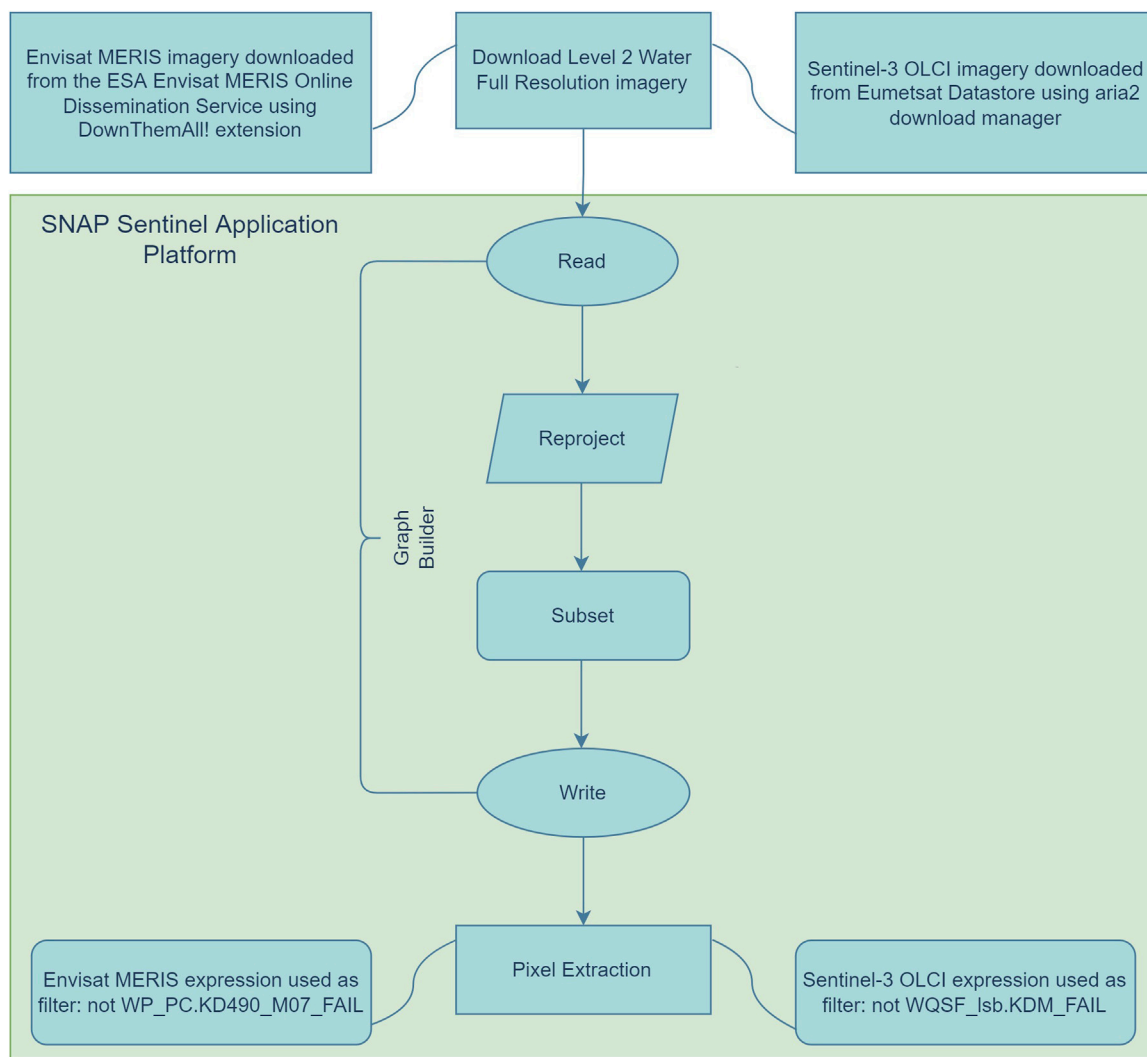 Envisat MERIS imagery downloaded
from the ESA Envisat MERIS Online
Dissemination Service using
DownThemAll! extension
Download Level 2 Water
Full Resolution imagery
Sentinel-3 OLCI imagery downloaded
from Eumetsat Datastore using aria2
download manager
SNAP Sentinel Application
Platform
Read
Reproject
Graph
Builder
Subset
Write
Pixel Extraction
Envisat MERIS expression used as
filter: not WP_PC.KD490_M07_FAIL
Sentinel-3 OLCI expression used as
filter: not WQSF_lsb.KDM_FAIL